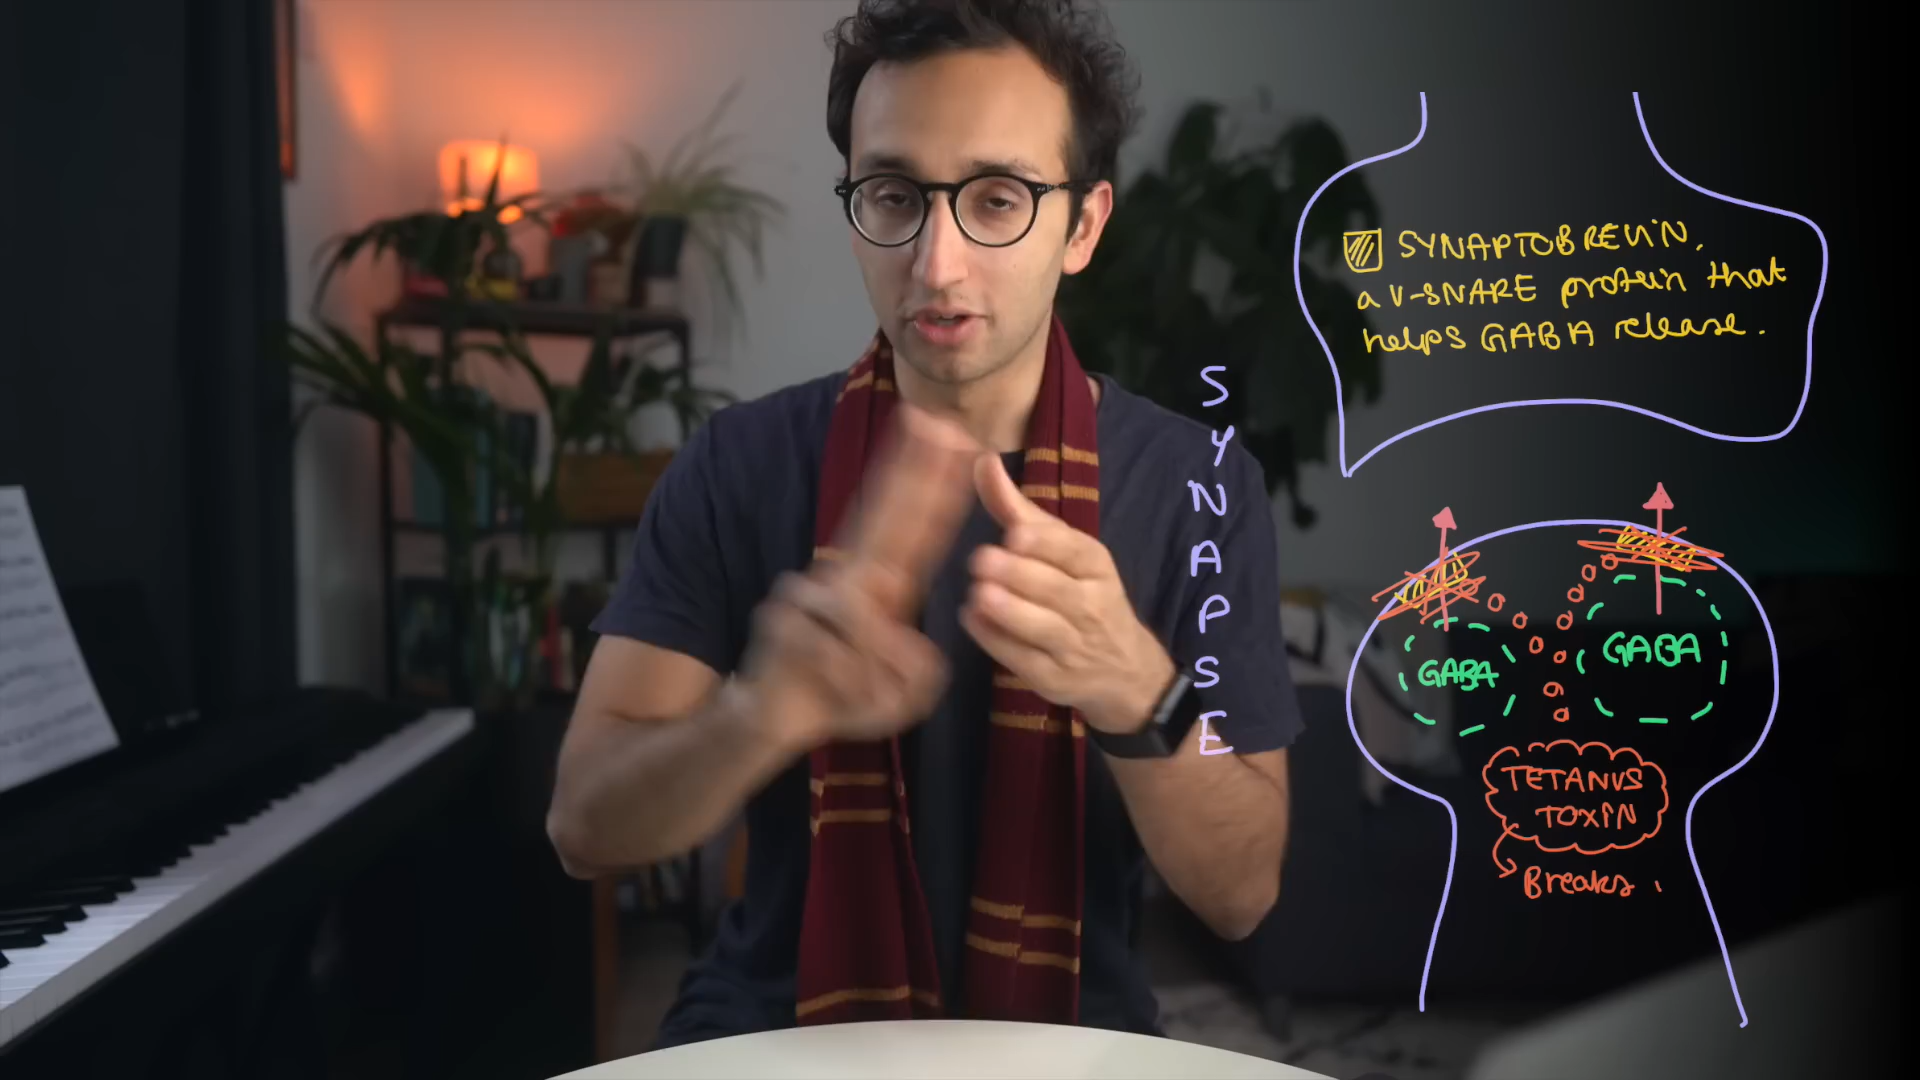 SYNAPTOBREVIN,
a V-SNARE protein that
helps GABA release.
SYNAPSE
GABA
GABA
TETANUS
TOXIN
Breaks